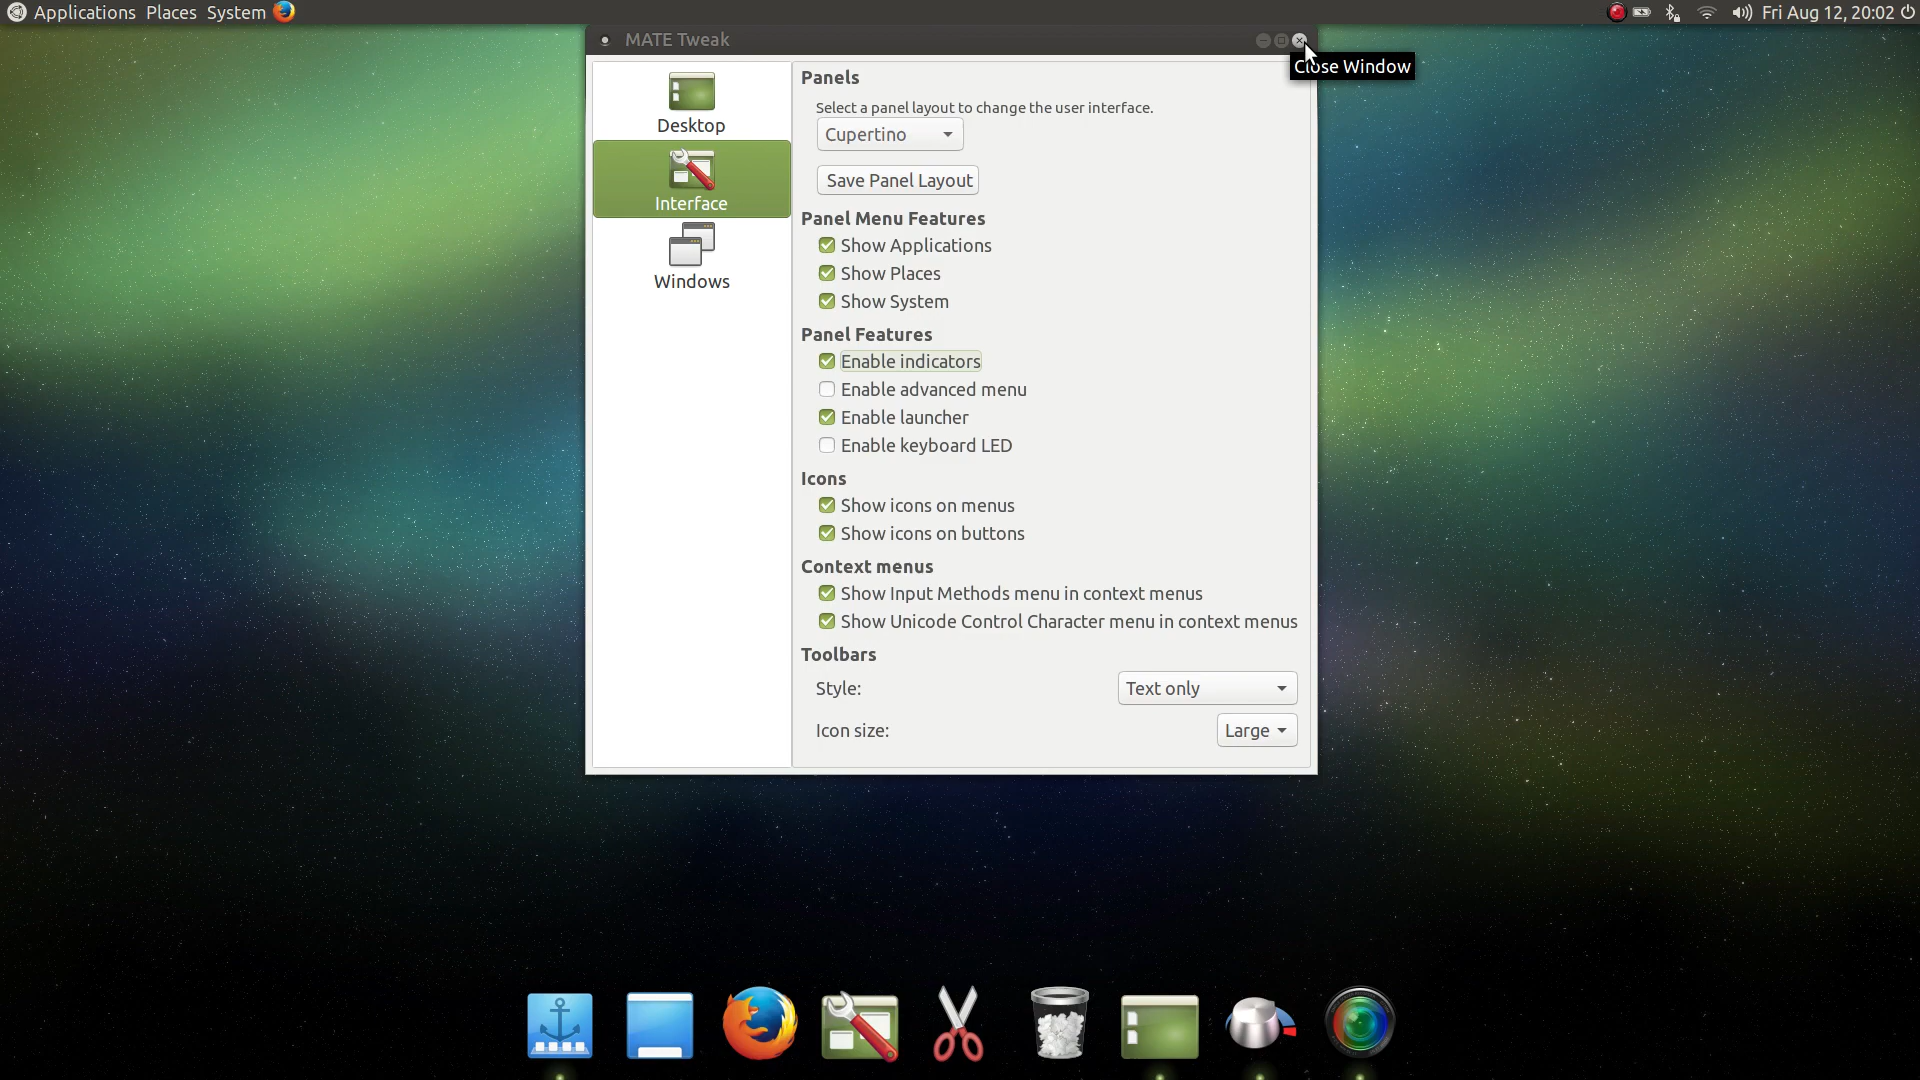 Applications Places System
Fri Aug 12, 20:02
MATE Tweak
Close Window
Desktop
Interface
Windows
Panels
Select a panel layout to change the user interface.
Cupertino
Save Panel Layout
Panel Menu Features
Show Applications
Show Places
Show System
Panel Features
Enable indicators
Enable advanced menu
Enable launcher
Enable keyboard LED
Icons
Show icons on menus
Show icons on buttons
Context menus
Show Input Methods menu in context menus
Show Unicode Control Character menu in context menus
Toolbars
Style: Text only
Icon size: Large